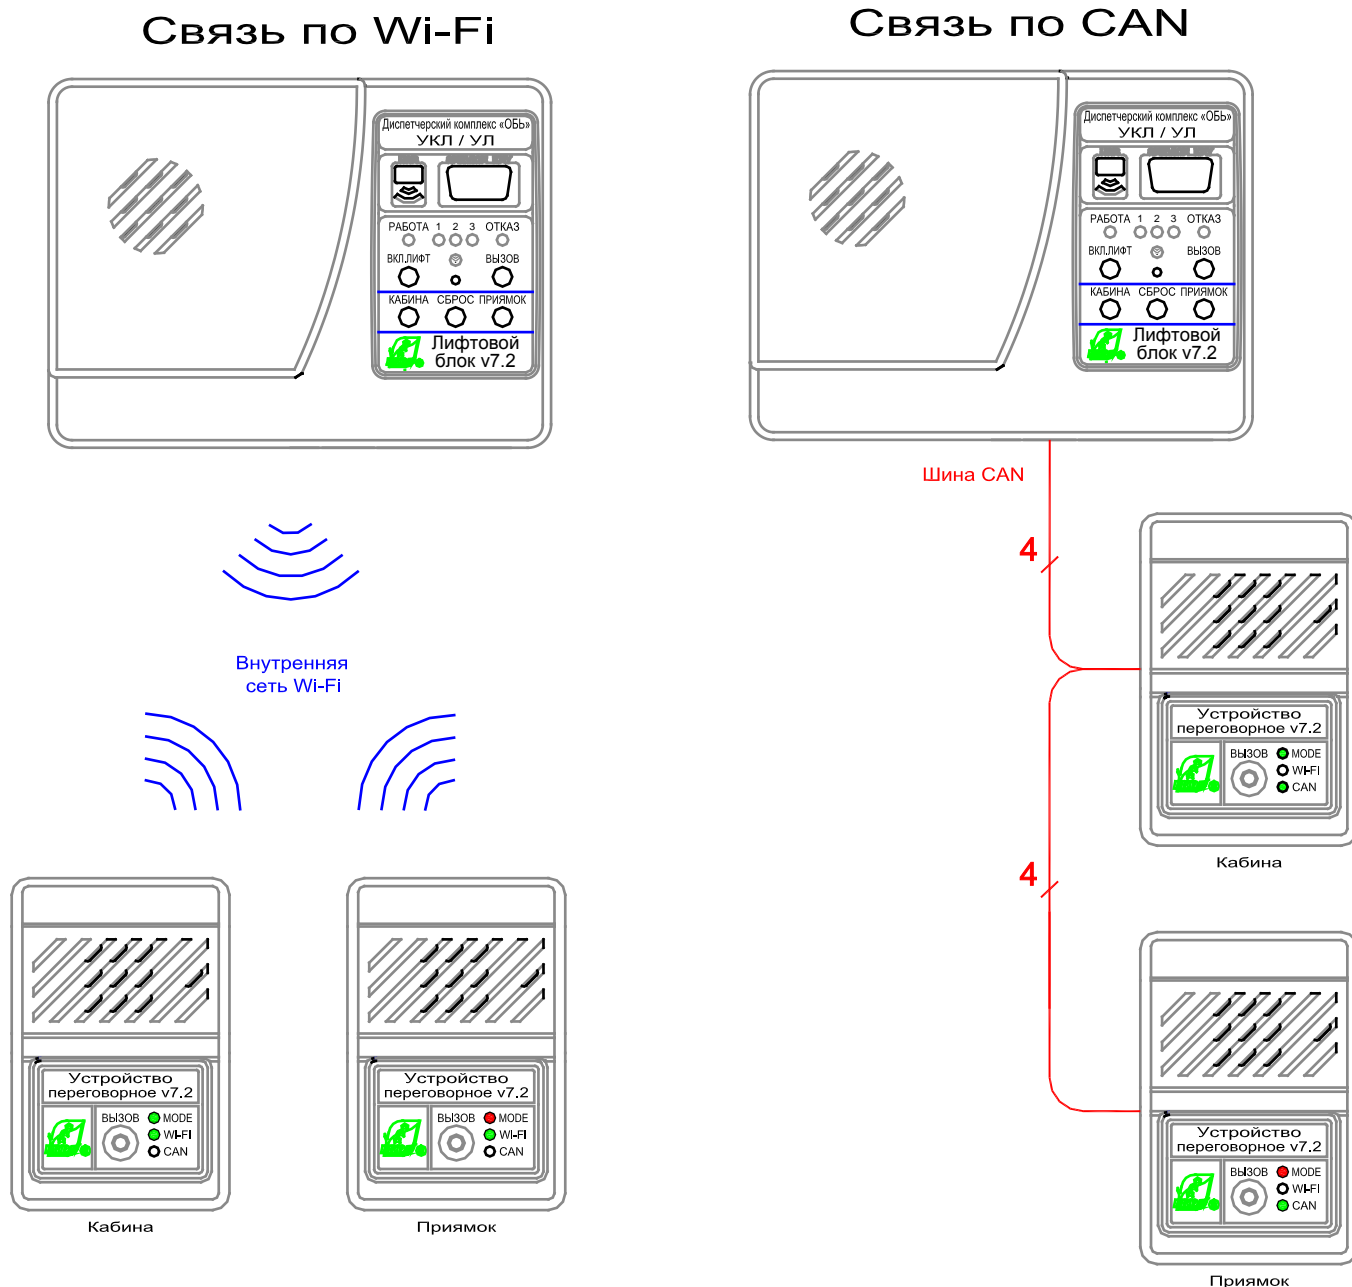 Связь по Wi-Fi
Диспетчерский комплекс «ОБЬ»
УКЛ / УЛ
РАБОТА 1 2 3 ОТКАЗ
ВКЛ.ЛИФТ ВЫЗОВ
КАБИНА СБРОС ПРИЯМОК
Лифтовой
блок v7.2
Внутренняя
сеть Wi-Fi
Устройство
переговорное v7.2
ВЫЗОВ MODE
WI-FI
CAN
Кабина
Устройство
переговорное v7.2
ВЫЗОВ MODE
WI-FI
CAN
Приямок
Связь по CAN
Диспетчерский комплекс «ОБЬ»
УКЛ / УЛ
РАБОТА 1 2 3 ОТКАЗ
ВКЛ.ЛИФТ ВЫЗОВ
КАБИНА СБРОС ПРИЯМОК
Лифтовой
блок v7.2
Шина CAN
4
Устройство
переговорное v7.2
ВЫЗОВ MODE
WI-FI
CAN
Кабина
4
Устройство
переговорное v7.2
ВЫЗОВ MODE
WI-FI
CAN
Приямок